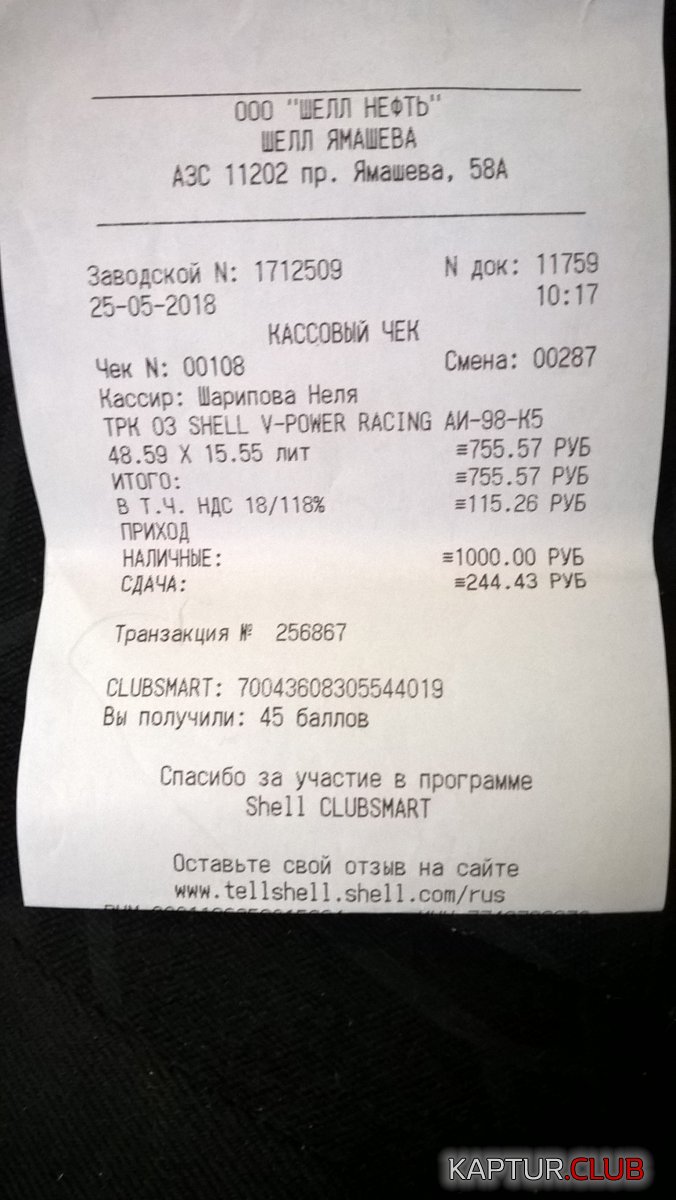 ООО "ШЕЛЛ НЕФТЬ"
ШЕЛЛ ЯМАШЕВА
АЗС 11202 пр. Ямашева, 58А
Заводской N: 1712509 N док: 11759
25-05-2018 10:17
КАССОВЫЙ ЧЕК
Чек N: 00108 Смена: 00287
Кассир: Шарипова Неля
ТРК 03 SHELL V-POWER RACING АИ-98-К5
48.59 X 15.55 лит ≡755.57 РУБ
ИТОГО: ≡755.57 РУБ
В Т.Ч. НДС 18/118% ≡115.26 РУБ
ПРИХОД
НАЛИЧНЫЕ: ≡1000.00 РУБ
СДАЧА: ≡244.43 РУБ
Транзакция № 256867
CLUBSMART: 70043608305544019
Вы получили: 45 баллов
Спасибо за участие в программе
Shell CLUBSMART
Оставьте свой отзыв на сайте
www.tellshell.shell.com/rus
KAPTUR.CLUB